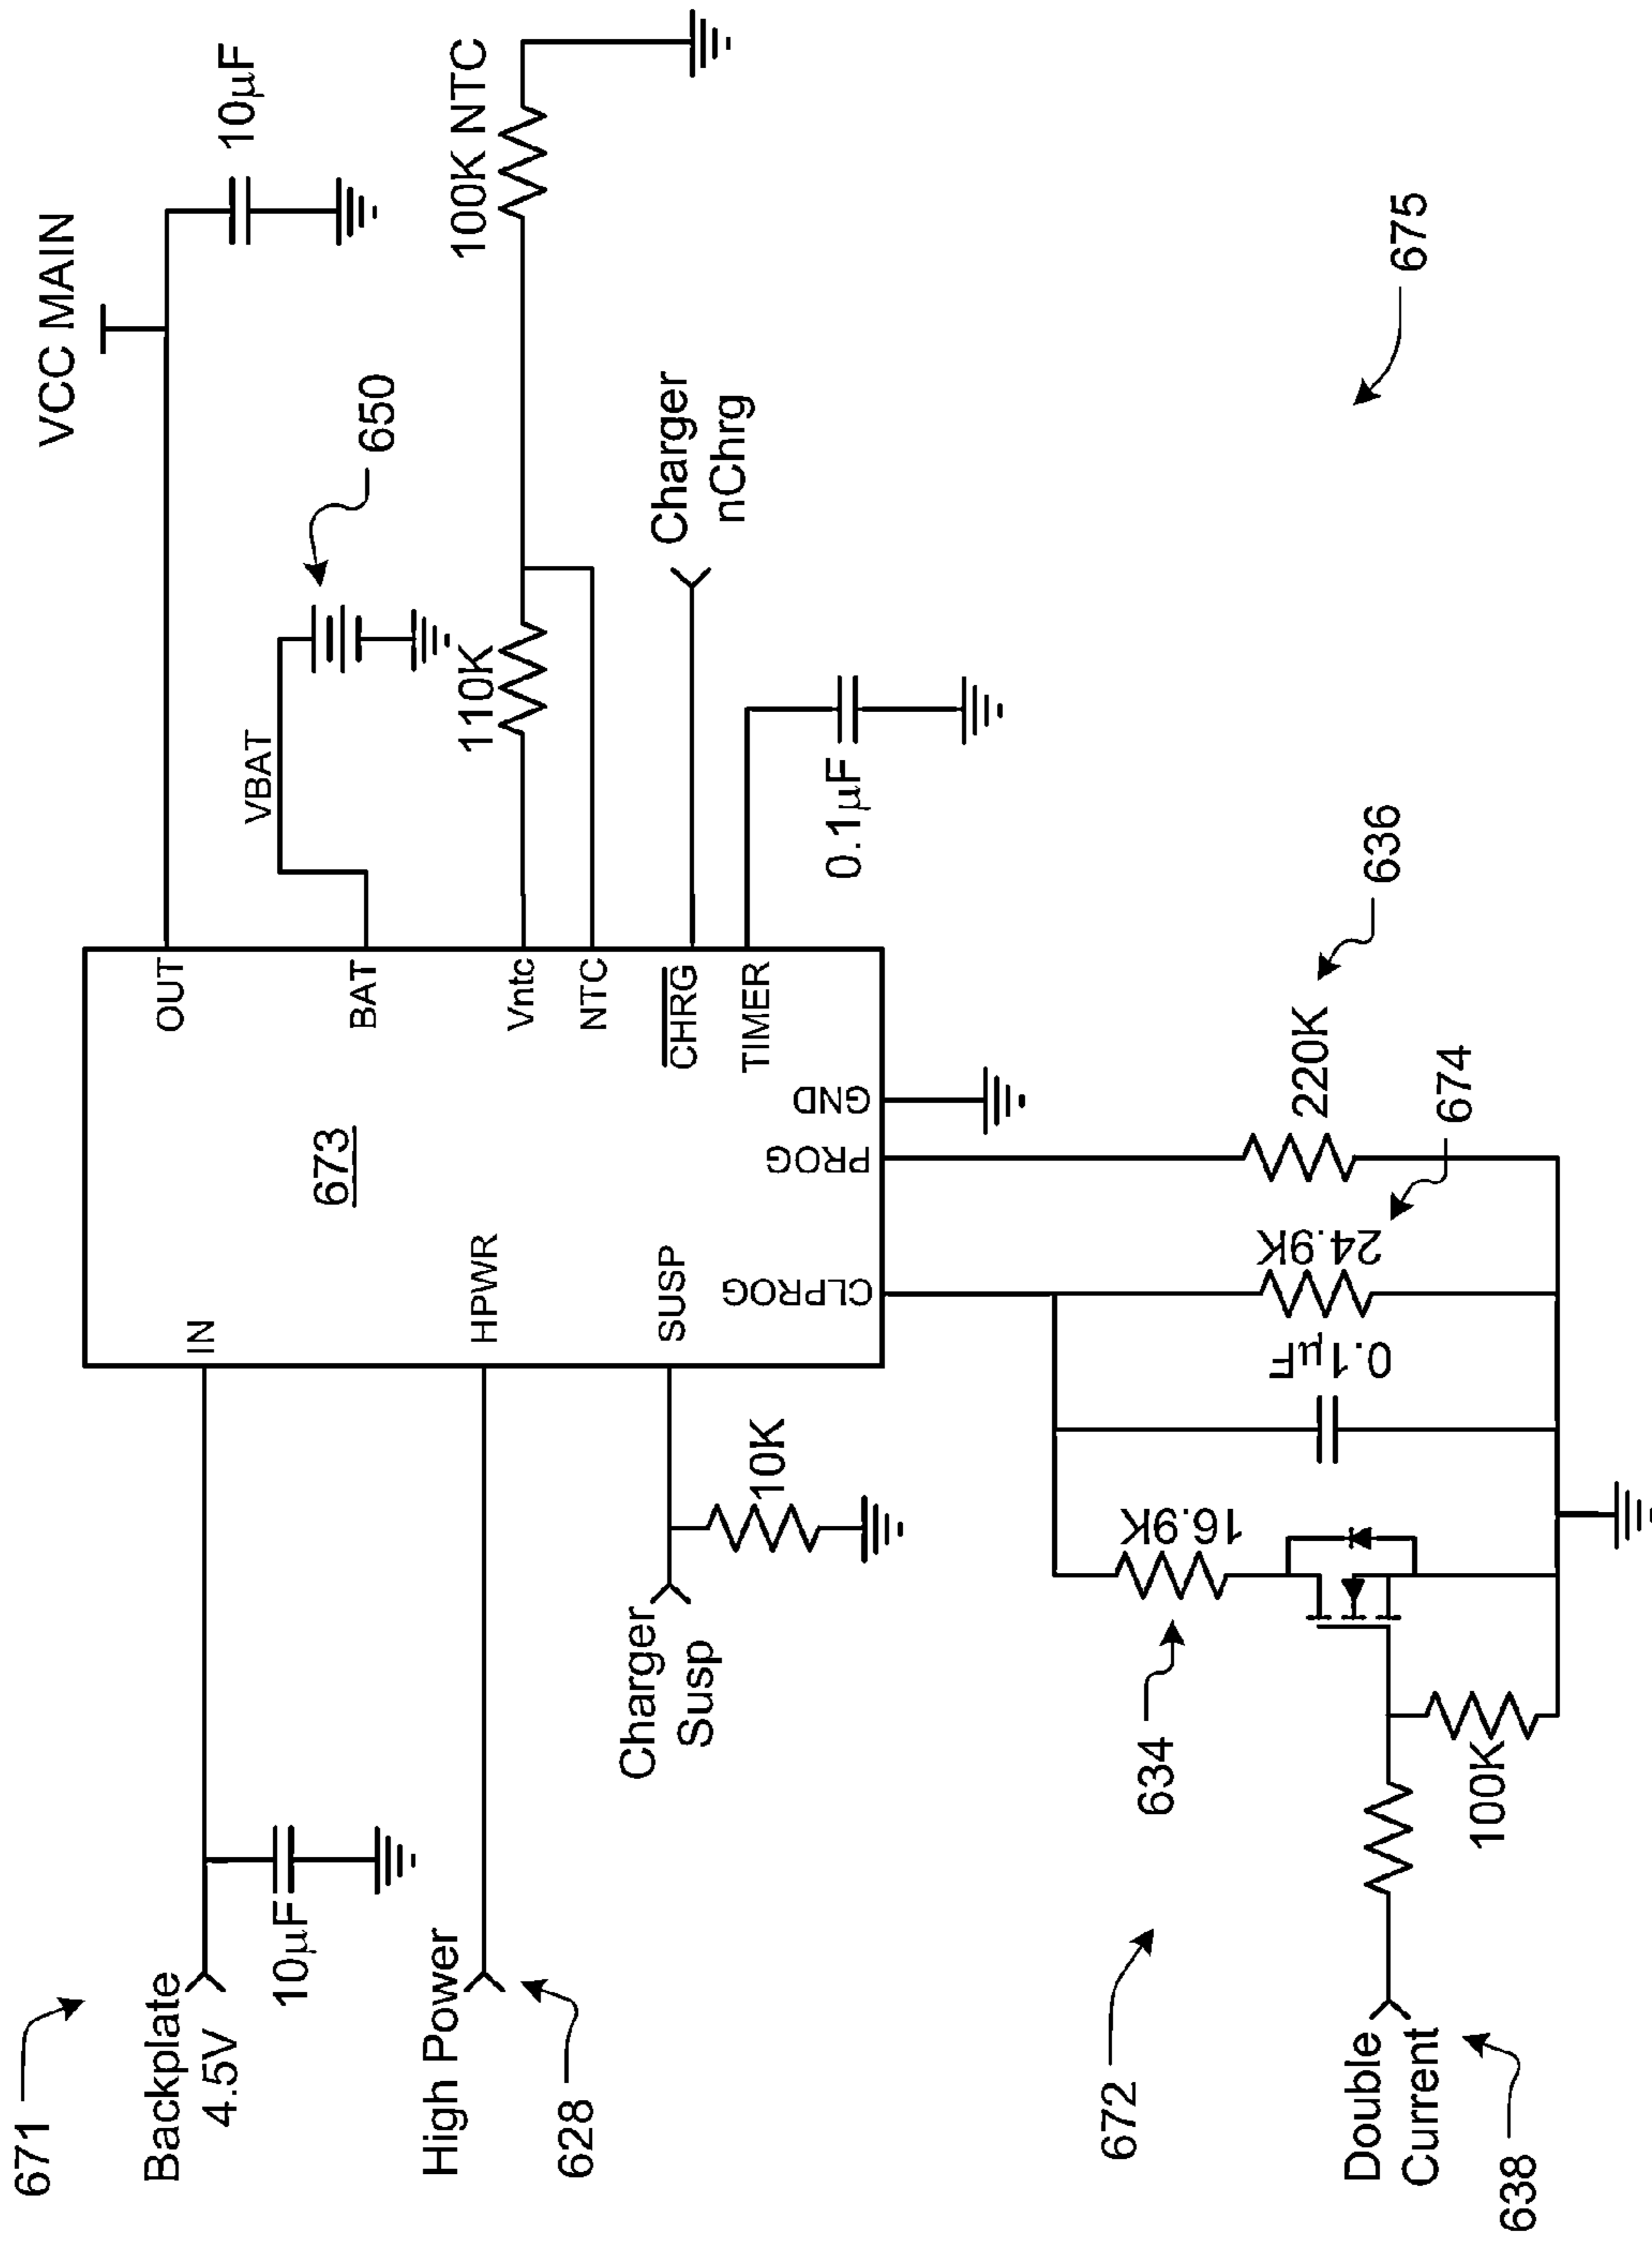 671
Backplate
4.5V
10µF
High Power
628
Charger
Susp
10K
IN
HPWR
SUSP
673
CLPROG
PROG
GND
OUT
BAT
Vntc
NTC
CHRG
TIMER
VCC MAIN
10µF
VBAT
650
110K
100K NTC
Charger
nChrg
0.1µF
675
672
Double
Current
638
634
16.9K
100K
0.1µF
24.9K
674
220K
636